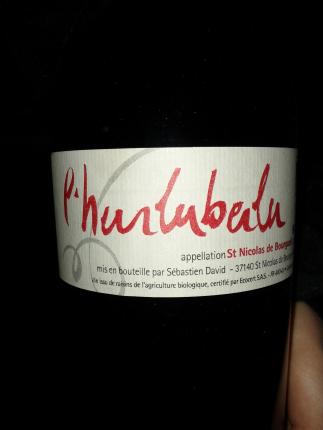 l'hurluberlu
appellation St Nicolas de Bourgueil
mis en bouteille par Sébastien David - 37140 St Nicolas de
Vin issu de raisins de l'agriculture biologique, certifié par Ecocert S.A.S. -